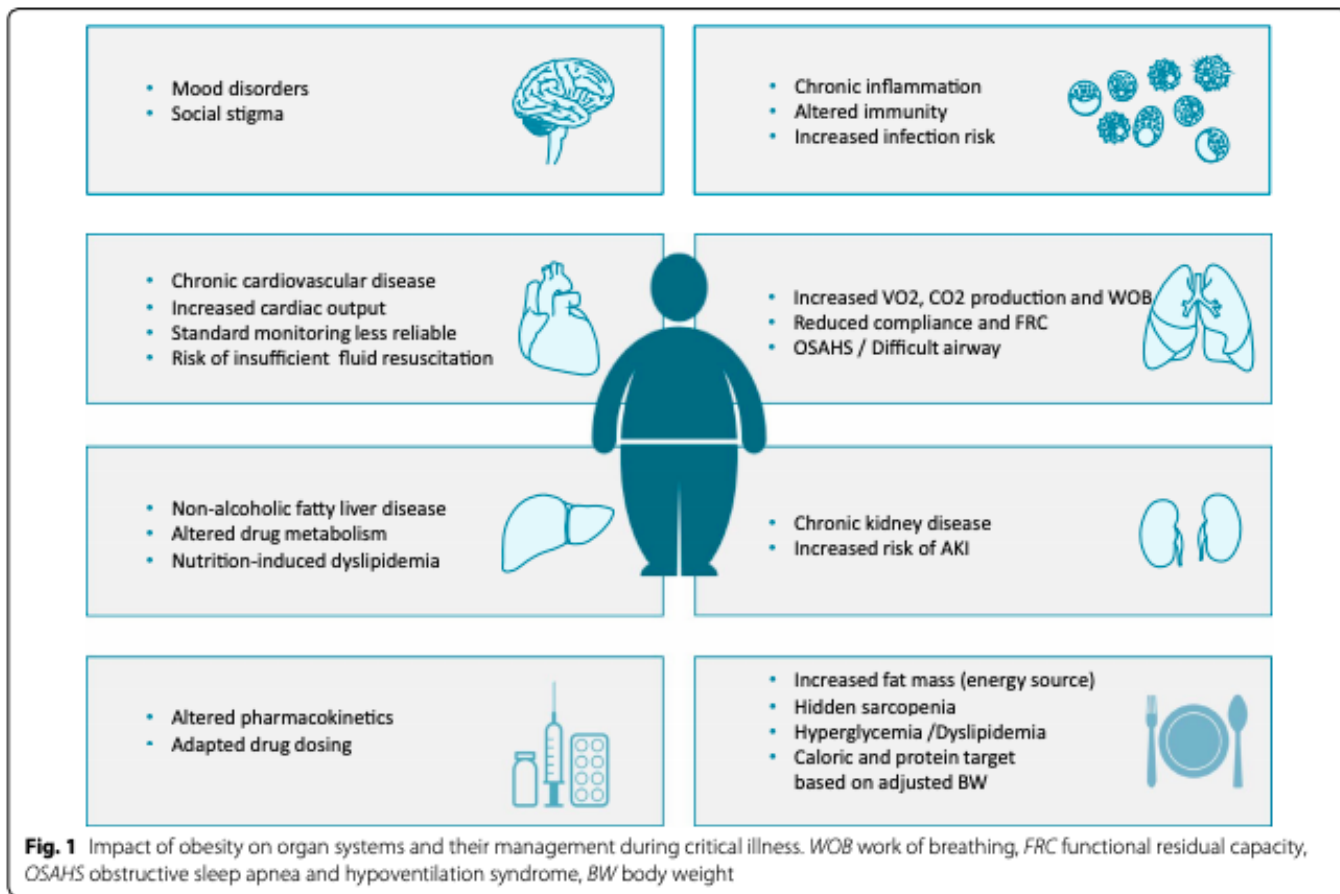 • Mood disorders
• Social stigma
• Chronic inflammation
• Altered immunity
• Increased infection risk
• Chronic cardiovascular disease
• Increased cardiac output
• Standard monitoring less reliable
• Risk of insufficient fluid resuscitation
• Increased VO2, CO2 production and WOB
• Reduced compliance and FRC
• OSAHS / Difficult airway
• Non-alcoholic fatty liver disease
• Altered drug metabolism
• Nutrition-induced dyslipidemia
• Chronic kidney disease
• Increased risk of AKI
• Altered pharmacokinetics
• Adapted drug dosing
• Increased fat mass (energy source)
• Hidden sarcopenia
• Hyperglycemia /Dyslipidemia
• Caloric and protein target
based on adjusted BW
Fig. 1 Impact of obesity on organ systems and their management during critical illness. WOB work of breathing, FRC functional residual capacity,
OSAHS obstructive sleep apnea and hypoventilation syndrome, BW body weight